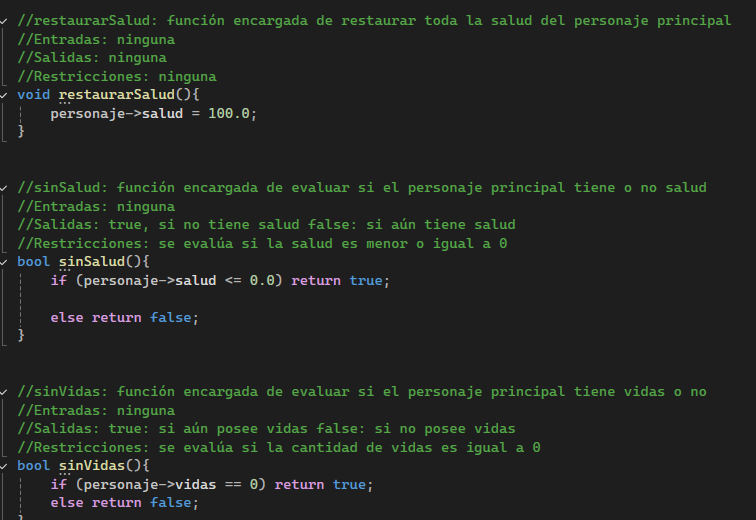 //restaurarSalud: función encargada de restaurar toda la salud del personaje principal
//Entradas: ninguna
//Salidas: ninguna
//Restricciones: ninguna
void restaurarSalud(){
    personaje->salud = 100.0;
}
//sinSalud: función encargada de evaluar si el personaje principal tiene o no salud
//Entradas: ninguna
//Salidas: true, si no tiene salud false: si aún tiene salud
//Restricciones: se evalúa si la salud es menor o igual a 0
bool sinSalud(){
    if (personaje->salud <= 0.0) return true;
    else return false;
}
//sinVidas: función encargada de evaluar si el personaje principal tiene vidas o no
//Entradas: ninguna
//Salidas: true: si aún posee vidas false: si no posee vidas
//Restricciones: se evalúa si la cantidad de vidas es igual a 0
bool sinVidas(){
    if (personaje->vidas == 0) return true;
    else return false;
}